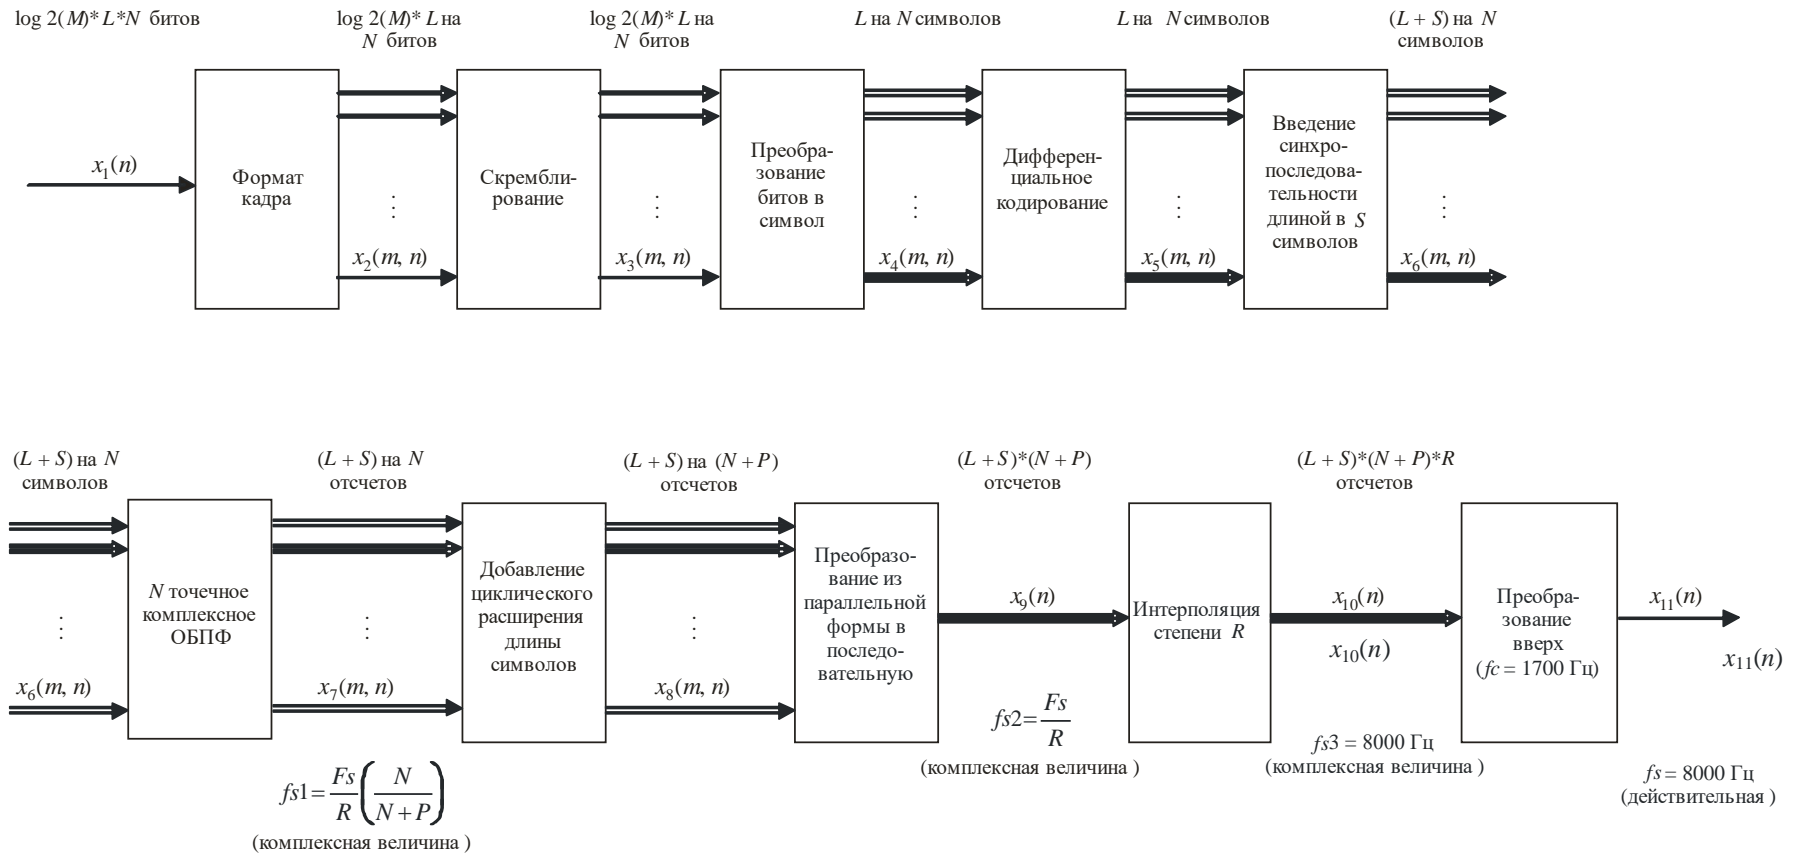 log 2(M)* L*N битов
log 2(M)* L на
N битов
log 2(M)* L на
N битов
L на N символов
L на N символов
(L + S) на N
символов
x1(n)
Формат
кадра
⋮
x2(m, n)
Скрембли-
рование
⋮
x3(m, n)
Преобра-
зование
битов в
символ
⋮
x4(m, n)
Дифферен-
циальное
кодирование
⋮
x5(m, n)
Введение
синхро-
последова-
тельности
длиной в S
символов
⋮
x6(m, n)
(L + S) на N
символов
(L + S) на N
отсчетов
(L + S) на (N + P)
отсчетов
(L + S)*(N + P)
отсчетов
(L + S)*(N + P)*R
отсчетов
⋮
x6(m, n)
N точечное
комплексное
ОБПФ
⋮
x7(m, n)
Добавление
циклического
расширения
длины
символов
⋮
x8(m, n)
Преобразо-
вание из
параллельной
формы в
последо-
вательную
x9(n)
Интерполяция
степени R
x10(n)
x10(n)
Преобра-
зование
вверх
(fc = 1700 Гц)
x11(n)
x11(n)
fs1 = Fs/R (N/(N + P))
(комплексная величина )
fs2 = Fs/R
(комплексная величина )
fs3 = 8000 Гц
(комплексная величина )
fs = 8000 Гц
(действительная )